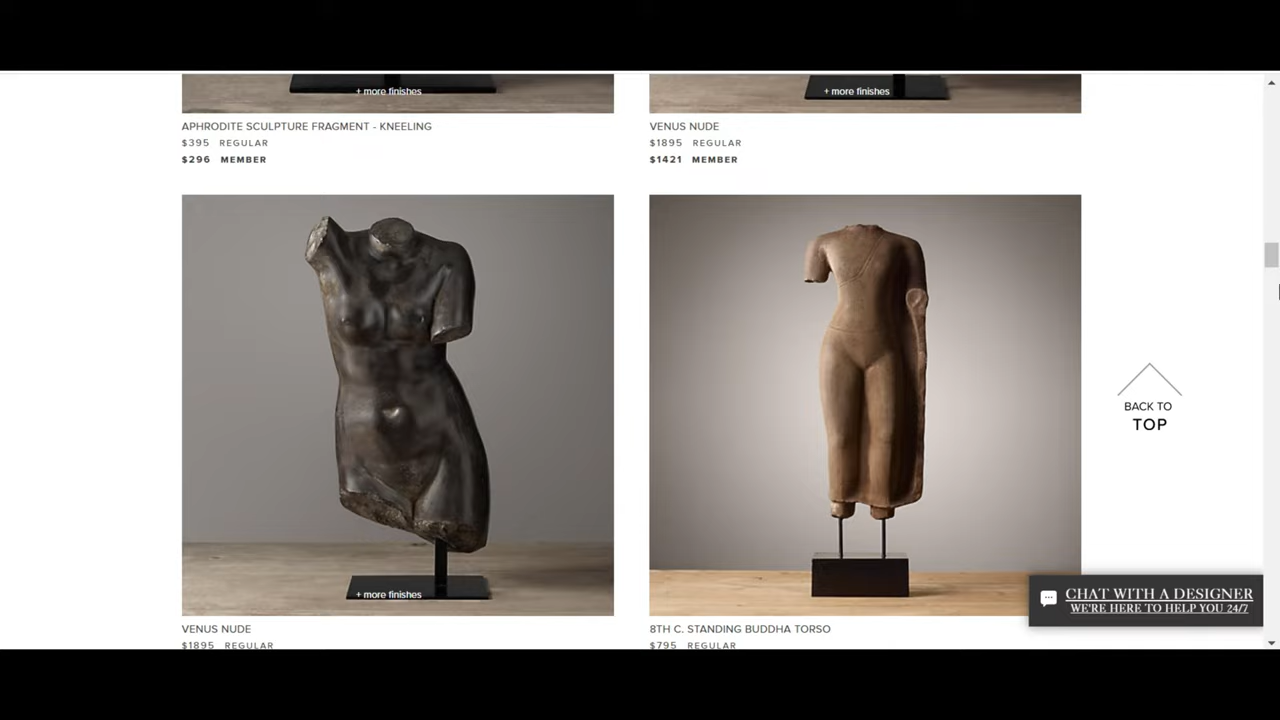 + more finishes
+ more finishes
APHRODITE SCULPTURE FRAGMENT - KNEELING
$395 REGULAR
$296 MEMBER
VENUS NUDE
$1895 REGULAR
$1421 MEMBER
+ more finishes
VENUS NUDE
$1895 REGULAR
8TH C. STANDING BUDDHA TORSO
$795 REGULAR
BACK TO
TOP
CHAT WITH A DESIGNER
WE'RE HERE TO HELP YOU 24/7